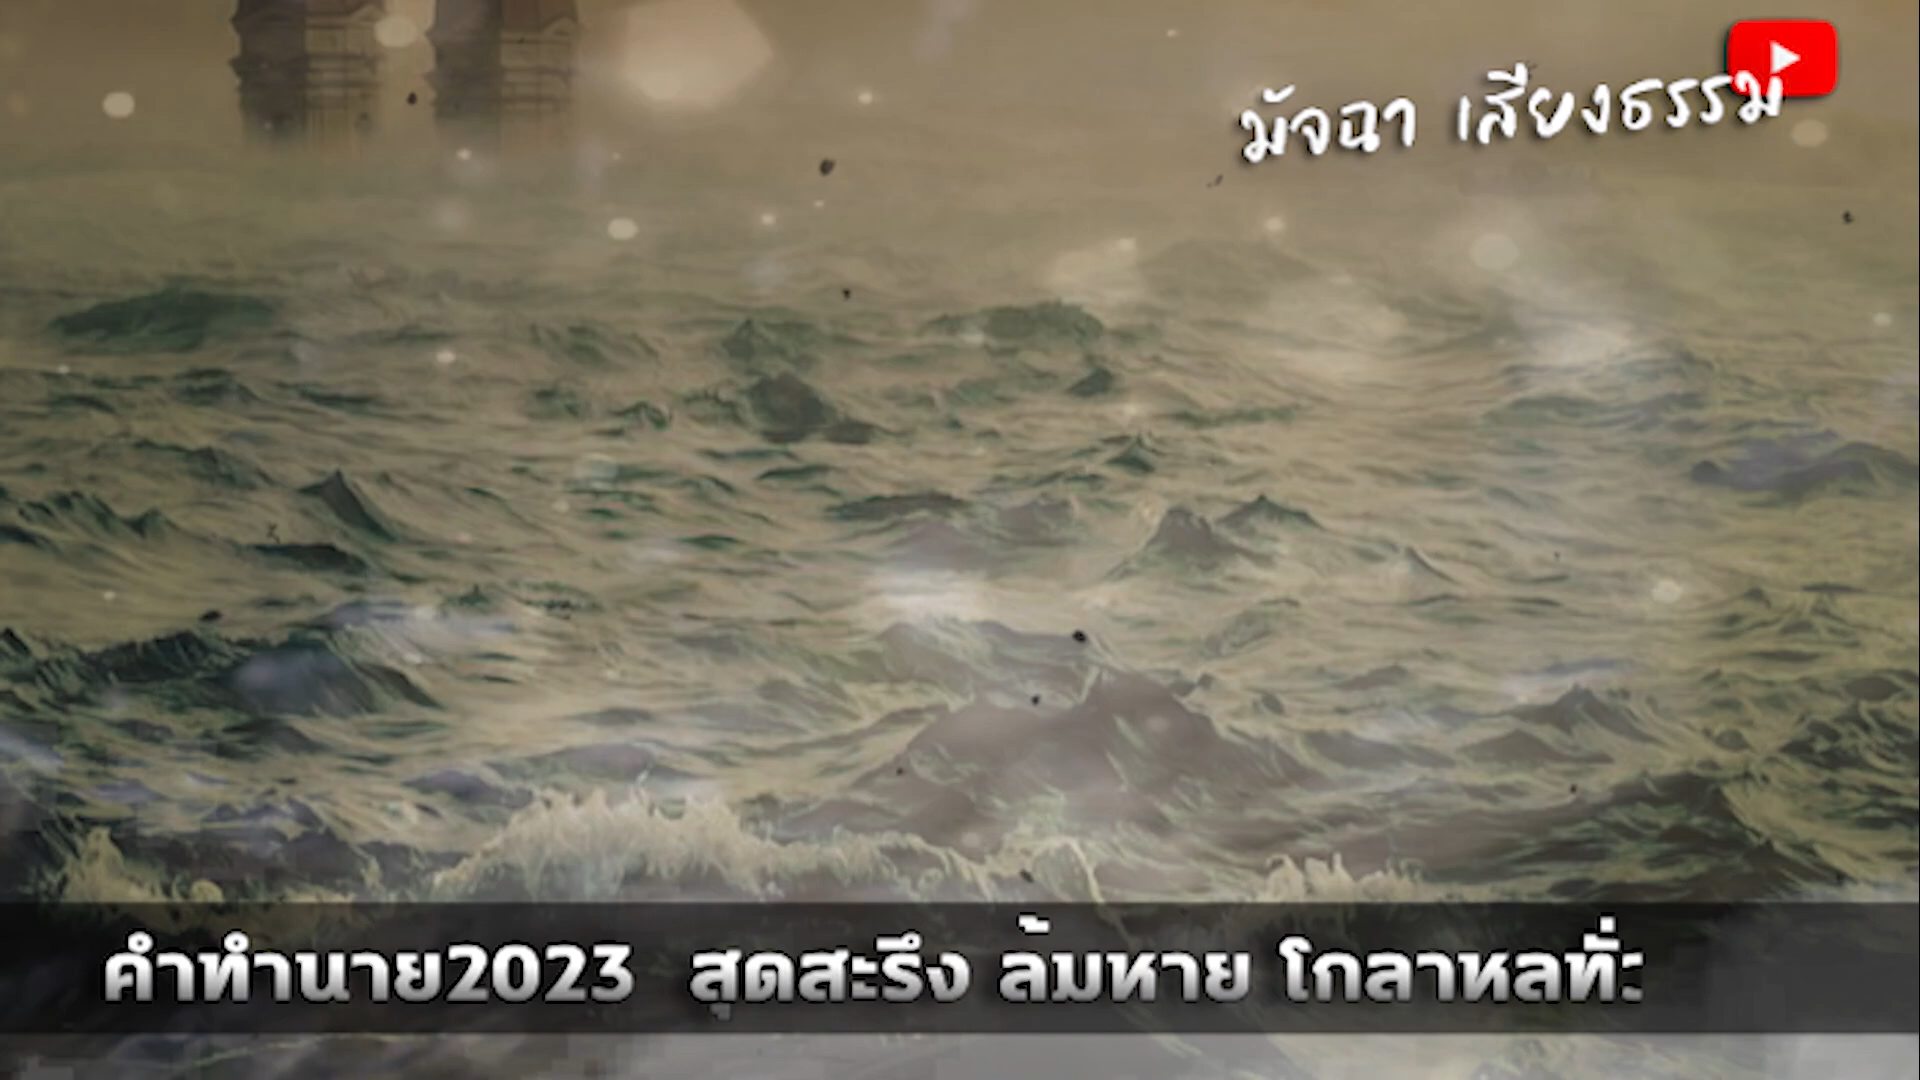 มัจฉา เสียงธรรม
คำทำนาย2023 สุดสะรึง ล้มหาย โกลาหล